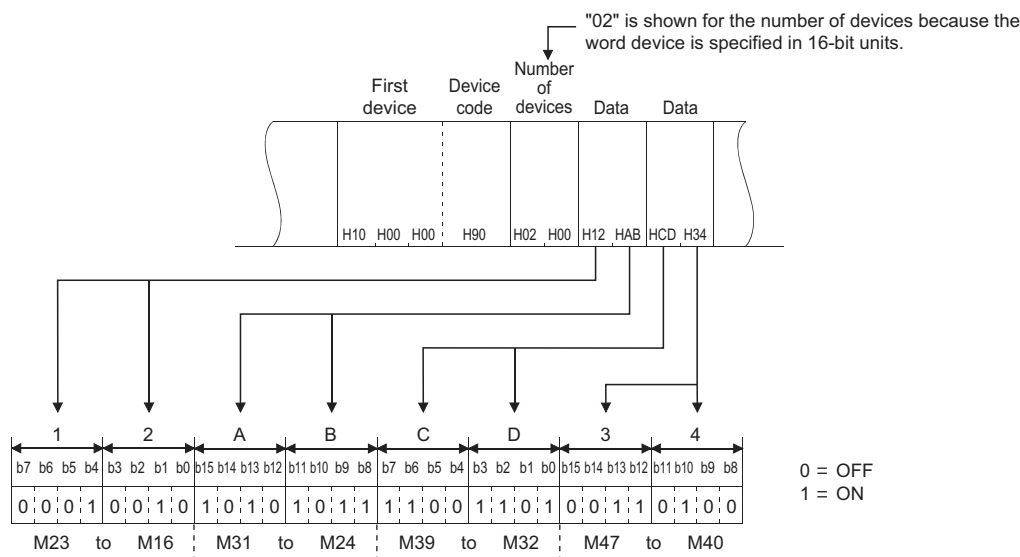 "02" is shown for the number of devices because the
word device is specified in 16-bit units.
First device
Device code
Number of devices
Data
Data
H10 H00 H00 H90 H02 H00 H12 HAB HCD H34
1 2 A B C D 3 4
b7 b6 b5 b4 b3 b2 b1 b0 b15 b14 b13 b12 b11 b10 b9 b8 b7 b6 b5 b4 b3 b2 b1 b0 b15 b14 b13 b12 b11 b10 b9 b8
0 0 0 1 0 0 1 0 1 0 1 0 1 0 1 1 1 1 0 0 1 1 0 1 0 0 1 1 0 1 0 0
M23 to M16 M31 to M24 M39 to M32 M47 to M40
0 = OFF
1 = ON